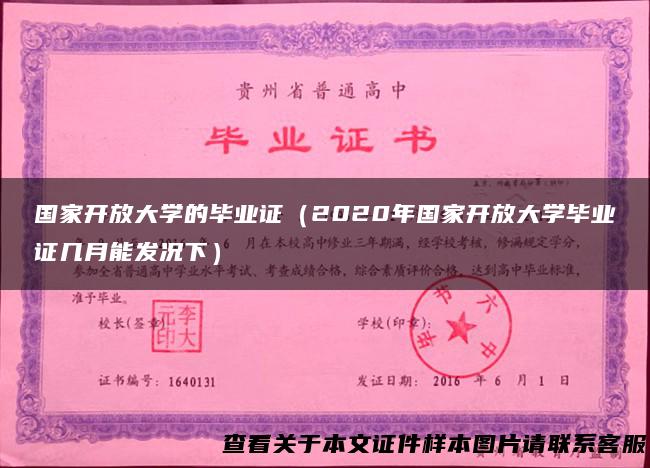 贵州省普通高中
毕业证书
国家开放大学的毕业证（2020年国家开放大学毕业
证几月能发况下）
6 月在本校高中修业三年期满，经学校考核，修满规定学分，
参加全省普通高中学业水平考试、考查成绩合格，综合素质评价合格，达到高中毕业标准，
准予毕业。
校长(签章)
李大元印
学校(印章)：
节六中
证书编号：1640131
发证日期：2016 年 6 月 1 日
查看关于本文证件样本图片请联系客服